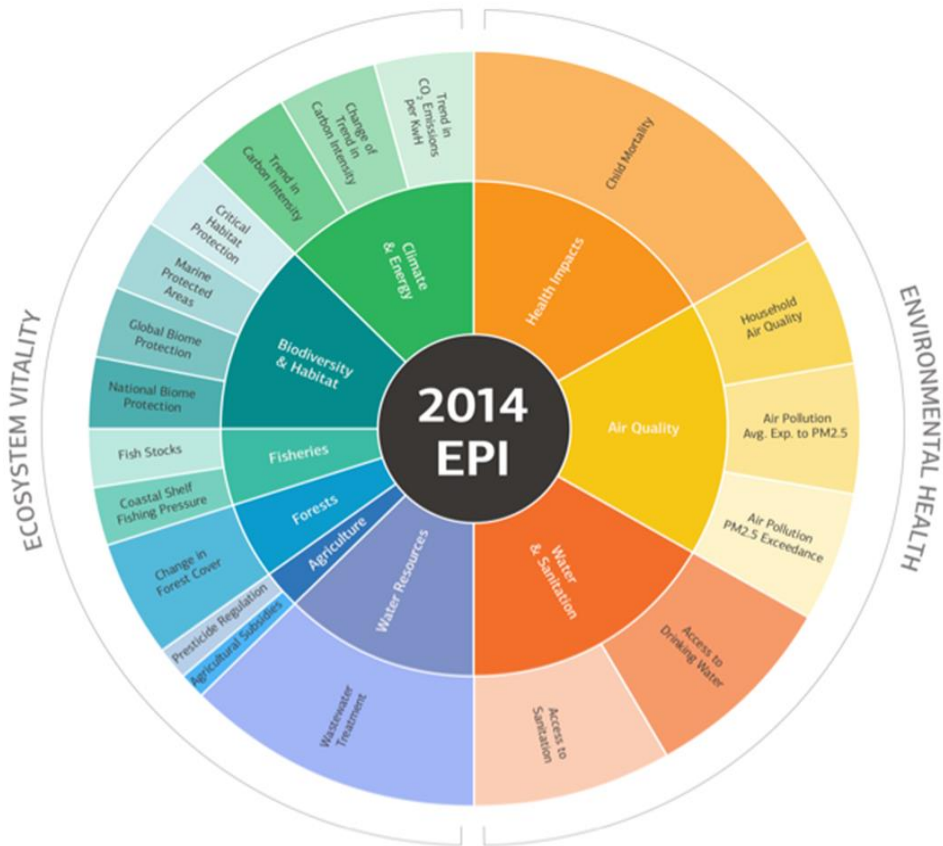 2014
EPI
ENVIRONMENTAL HEALTH
Health Impacts
Child Mortality
Air Quality
Household
Air Quality
Air Pollution
Avg. Exp. to PM2.5
Air Pollution
PM2.5 Exceedance
Water
& Sanitation
Access to
Drinking Water
Access to
Sanitation
ECOSYSTEM VITALITY
Water Resources
Wastewater
Treatment
Agriculture
Agricultural Subsidies
Presticide Regulation
Forests
Change in
Forest Cover
Fisheries
Coastal Shelf
Fishing Pressure
Fish Stocks
Biodiversity
& Habitat
National Biome
Protection
Global Biome
Protection
Marine
Protected
Areas
Critical
Habitat
Protection
Climate
& Energy
Trend in
Carbon Intensity
Change of
Trend in
Carbon Intensity
Trend in
CO₂ Emissions
per KwH